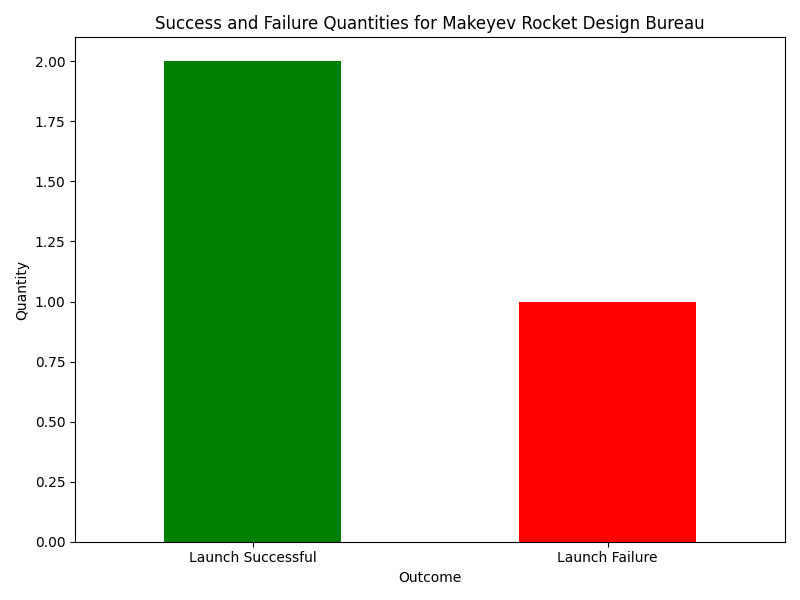 Success and Failure Quantities for Makeyev Rocket Design Bureau
2.00
1.75
1.50
1.25
1.00
0.75
0.50
0.25
0.00
Quantity
Launch Successful
Launch Failure
Outcome